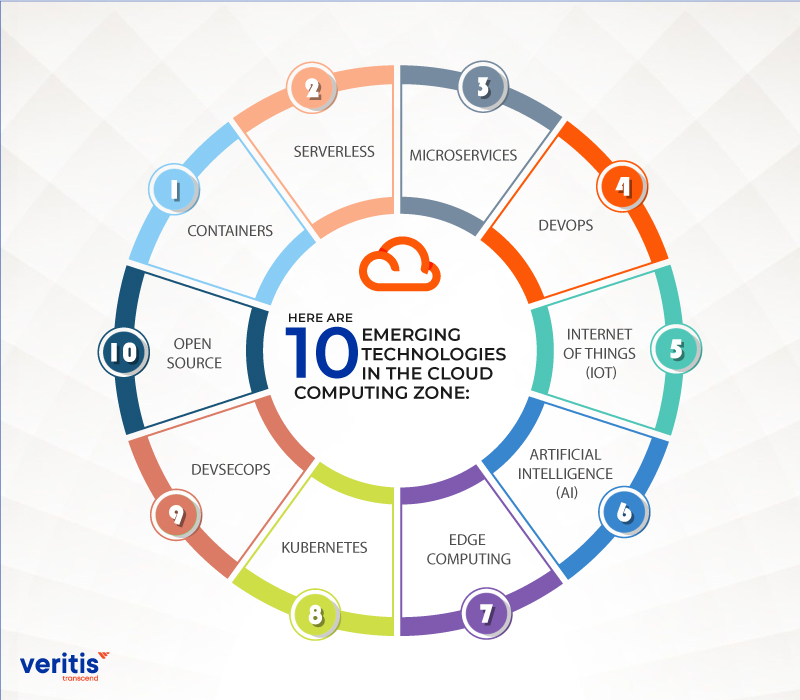 HERE ARE
10
EMERGING
TECHNOLOGIES
IN THE CLOUD
COMPUTING ZONE:
1
CONTAINERS
2
SERVERLESS
3
MICROSERVICES
4
DEVOPS
5
INTERNET
OF THINGS
(IOT)
6
ARTIFICIAL
INTELLIGENCE
(AI)
7
EDGE
COMPUTING
8
KUBERNETES
9
DEVSECOPS
10
OPEN
SOURCE
veritis
transcend